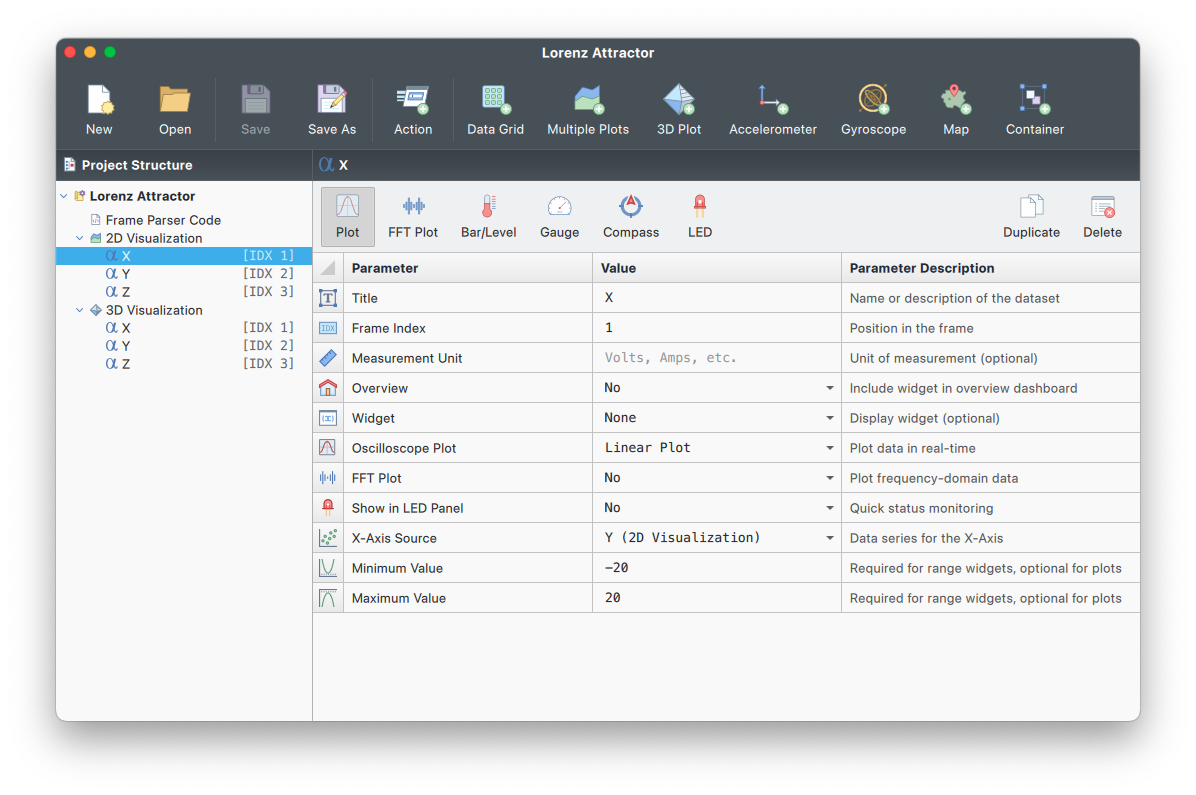 Lorenz Attractor
New Open Save Save As Action Data Grid Multiple Plots 3D Plot Accelerometer Gyroscope Map Container
Project Structure
α X
Lorenz Attractor
Frame Parser Code
2D Visualization
α X [IDX 1]
α Y [IDX 2]
α Z [IDX 3]
3D Visualization
α X [IDX 1]
α Y [IDX 2]
α Z [IDX 3]
Plot FFT Plot Bar/Level Gauge Compass LED Duplicate Delete
Parameter Value Parameter Description
T Title X Name or description of the dataset
IDX Frame Index 1 Position in the frame
Measurement Unit Volts, Amps, etc. Unit of measurement (optional)
Overview No Include widget in overview dashboard
(x) Widget None Display widget (optional)
Oscilloscope Plot Linear Plot Plot data in real-time
FFT Plot No Plot frequency-domain data
Show in LED Panel No Quick status monitoring
X-Axis Source Y (2D Visualization) Data series for the X-Axis
Minimum Value −20 Required for range widgets, optional for plots
Maximum Value 20 Required for range widgets, optional for plots